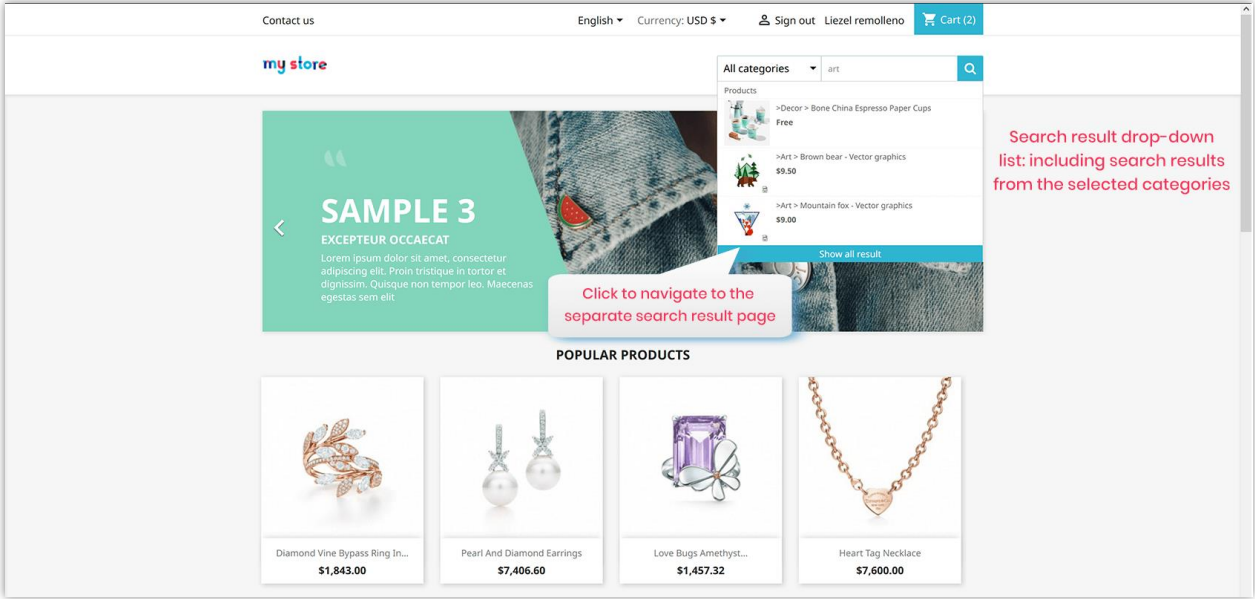 Contact us
English
Currency: USD $
Sign out
Liezel remolleno
Cart (2)
my store
All categories
art
Products
>Decor > Bone China Espresso Paper Cups
Free
>Art > Brown bear - Vector graphics
$9.50
>Art > Mountain fox - Vector graphics
$9.00
Show all result
Search result drop-down
list: including search results
from the selected categories
“
SAMPLE 3
EXCEPTEUR OCCAECAT
Lorem ipsum dolor sit amet, consectetur
adipiscing elit. Proin tristique in tortor et
dignissim. Quisque non tempor leo. Maecenas
egestas sem elit
Click to navigate to the
separate search result page
POPULAR PRODUCTS
Diamond Vine Bypass Ring In...
$1,843.00
Pearl And Diamond Earrings
$7,406.60
Love Bugs Amethyst...
$1,457.32
Heart Tag Necklace
$7,600.00